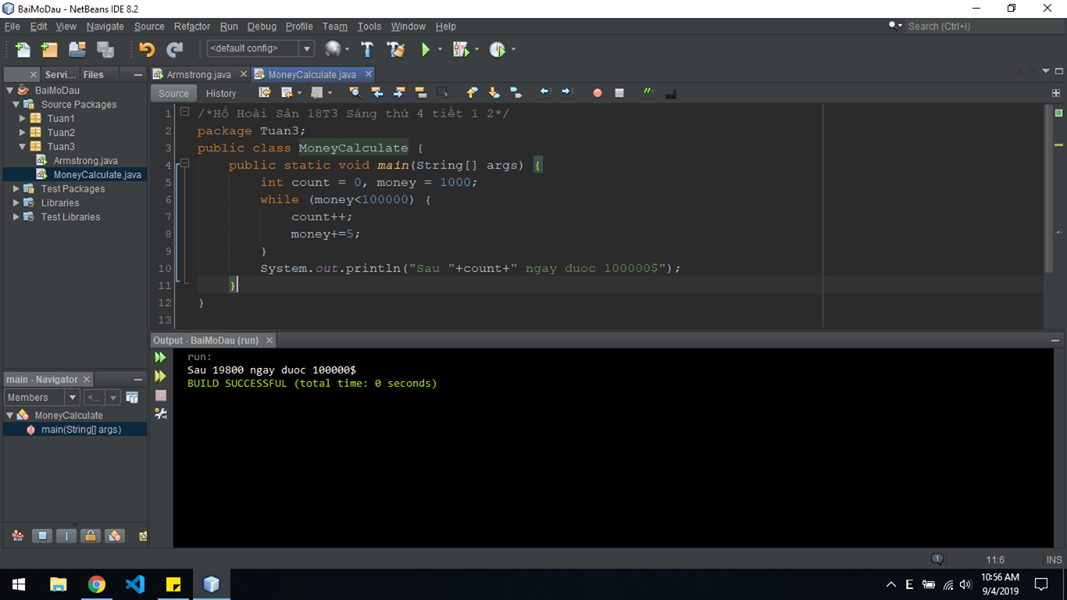 BaiMoDau - NetBeans IDE 8.2
File Edit View Navigate Source Refactor Run Debug Profile Team Tools Window Help
Search (Ctrl+I)
<default config>
Servi... Files
Armstrong.java
MoneyCalculate.java
BaiMoDau
Source Packages
Tuan1
Tuan2
Tuan3
Armstrong.java
MoneyCalculate.java
Test Packages
Libraries
Test Libraries
Source History
1 /*Hồ Hoài Sản 18T3 Sáng thứ 4 tiết 1 2*/
2 package Tuan3;
3 public class MoneyCalculate {
4 public static void main(String[] args) {
5 int count = 0, money = 1000;
6 while (money<100000) {
7 count++;
8 money+=5;
9 }
10 System.out.println("Sau "+count+" ngay duoc 100000$");
11 }
12 }
13
Output - BaiMoDau (run)
run:
Sau 19800 ngay duoc 100000$
BUILD SUCCESSFUL (total time: 0 seconds)
main - Navigator
Members
<...
MoneyCalculate
main(String[] args)
1
11:6 INS
E
10:56 AM
9/4/2019